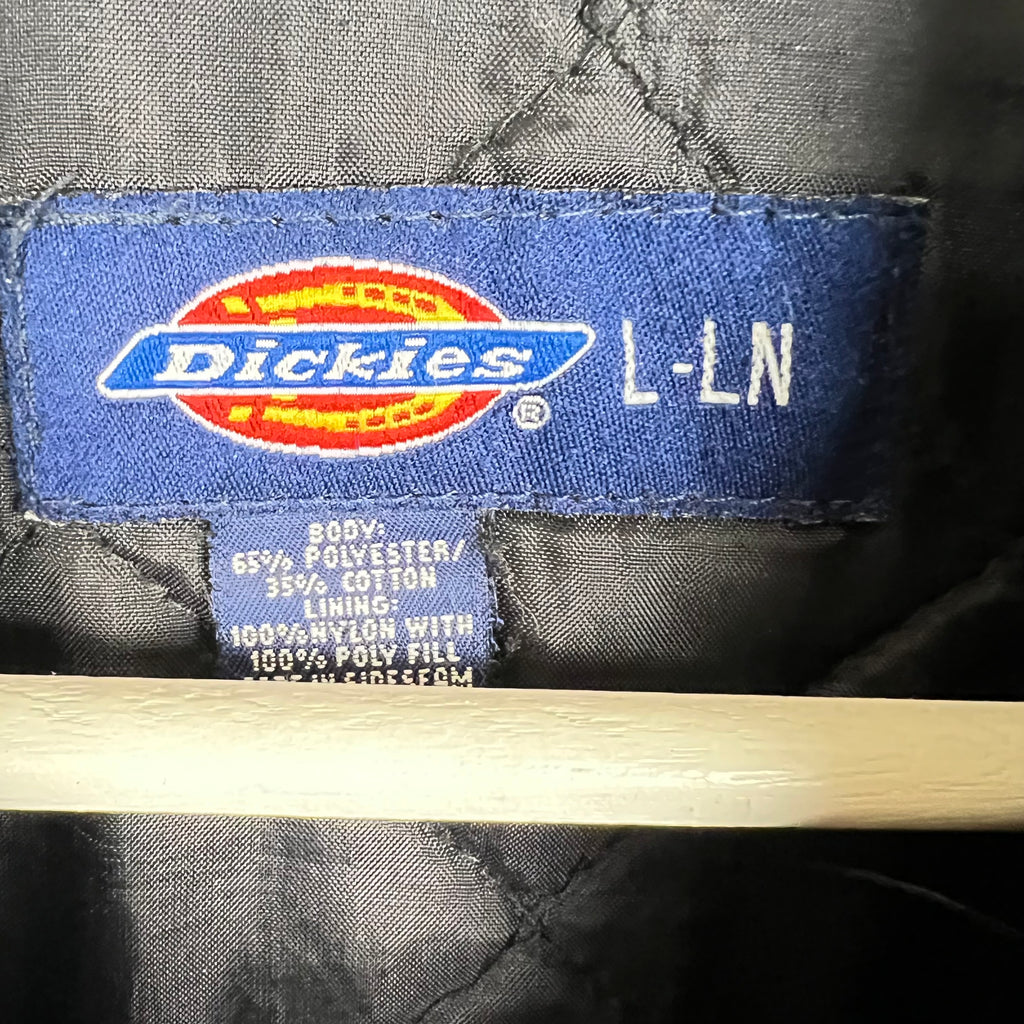 Dickies® L-LN
BODY:
65% POLYESTER/
35% COTTON
LINING:
100%NYLON WITH
100% POLY FILL